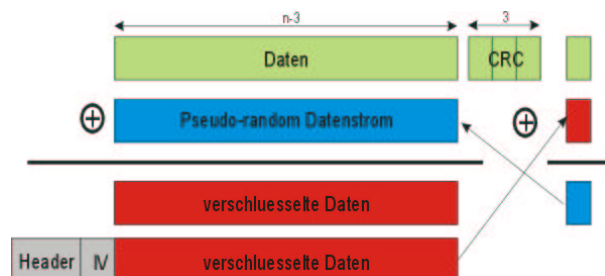 n-3
3
Daten
CRC
Pseudo-random Datenstrom
verschluesselte Daten
Header
IV
verschluesselte Daten